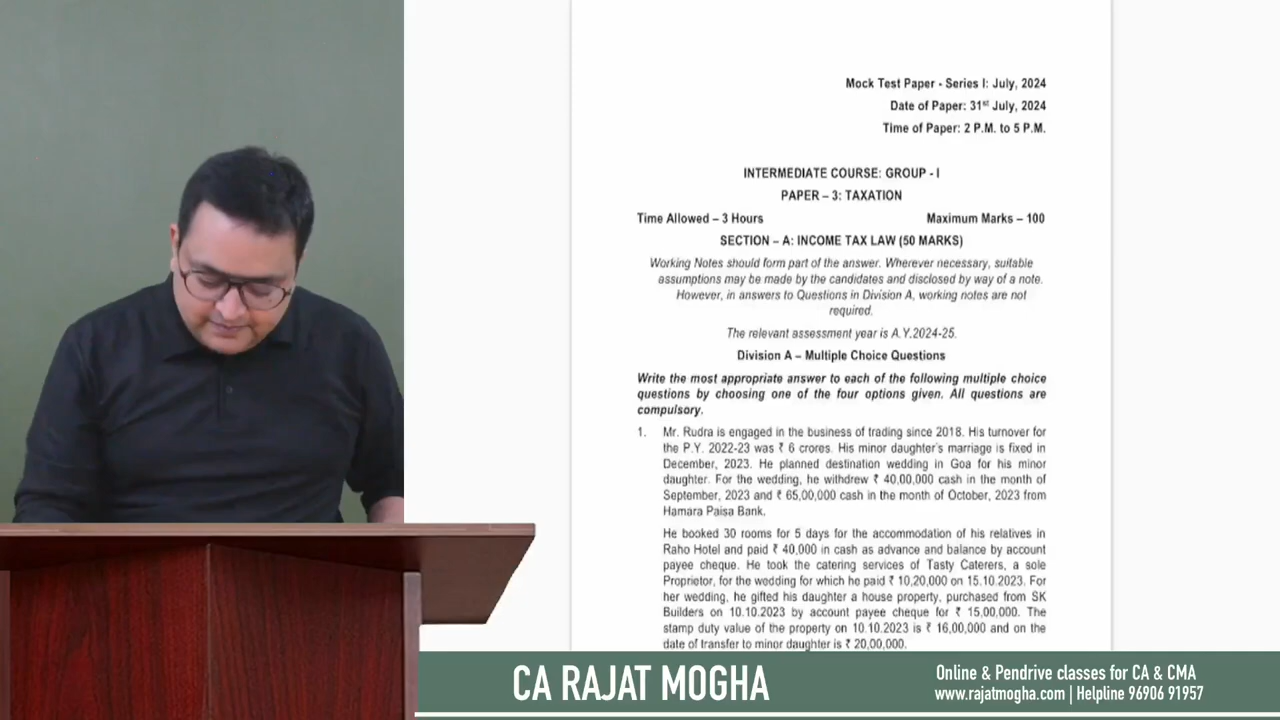 Mock Test Paper - Series I: July, 2024
Date of Paper: 31st July, 2024
Time of Paper: 2 P.M. to 5 P.M.
INTERMEDIATE COURSE: GROUP - I
PAPER – 3: TAXATION
Time Allowed – 3 Hours Maximum Marks – 100
SECTION – A: INCOME TAX LAW (50 MARKS)
Working Notes should form part of the answer. Wherever necessary, suitable
assumptions may be made by the candidates and disclosed by way of a note.
However, in answers to Questions in Division A, working notes are not
required.
The relevant assessment year is A.Y.2024-25.
Division A – Multiple Choice Questions
Write the most appropriate answer to each of the following multiple choice
questions by choosing one of the four options given. All questions are
compulsory.
1. Mr. Rudra is engaged in the business of trading since 2018. His turnover for
the P.Y. 2022-23 was ₹ 6 crores. His minor daughter's marriage is fixed in
December, 2023. He planned destination wedding in Goa for his minor
daughter. For the wedding, he withdrew ₹ 40,00,000 cash in the month of
September, 2023 and ₹ 65,00,000 cash in the month of October, 2023 from
Hamara Paisa Bank.
He booked 30 rooms for 5 days for the accommodation of his relatives in
Raho Hotel and paid ₹ 40,000 in cash as advance and balance by account
payee cheque. He took the catering services of Tasty Caterers, a sole
Proprietor, for the wedding for which he paid ₹ 10,20,000 on 15.10.2023. For
her wedding, he gifted his daughter a house property, purchased from SK
Builders on 10.10.2023 by account payee cheque for ₹ 15,00,000. The
stamp duty value of the property on 10.10.2023 is ₹ 16,00,000 and on the
date of transfer to minor daughter is ₹ 20,00,000.
CA RAJAT MOGHA
Online & Pendrive classes for CA & CMA
www.rajatmogha.com | Helpline 96906 91957